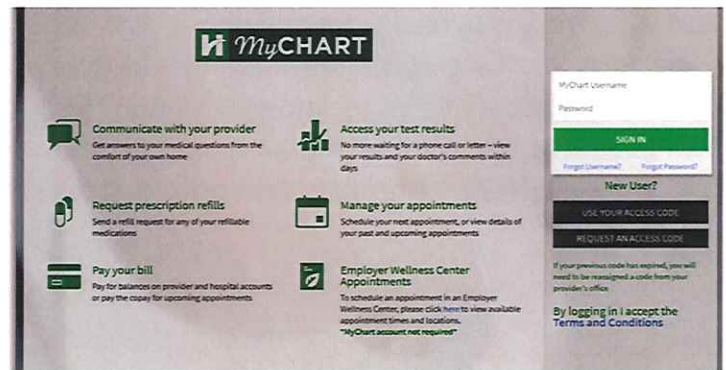 H MyCHART
Communicate with your provider
Get answers to your medical questions from the
comfort of your own home
Access your test results
No more waiting for a phone call or letter – view
your results and your doctor's comments within
days
Request prescription refills
Send a refill request for any of your refillable
medications
Manage your appointments
Schedule your next appointment, or view details of
your past and upcoming appointments
Pay your bill
Pay for balances on provider and hospital accounts
or pay the copay for upcoming appointments
Employer Wellness Center
Appointments
To schedule an appointment in an Employer
Wellness Center, please click here to view available
appointment times and locations.
*MyChart account not required*
MyChart Username
Password
SIGN IN
Forgot Username? Forgot Password?
New User?
USE YOUR ACCESS CODE
REQUEST AN ACCESS CODE
If your previous code has expired, you will
need to be reassigned a code from your
provider's office
By logging in I accept the
Terms and Conditions